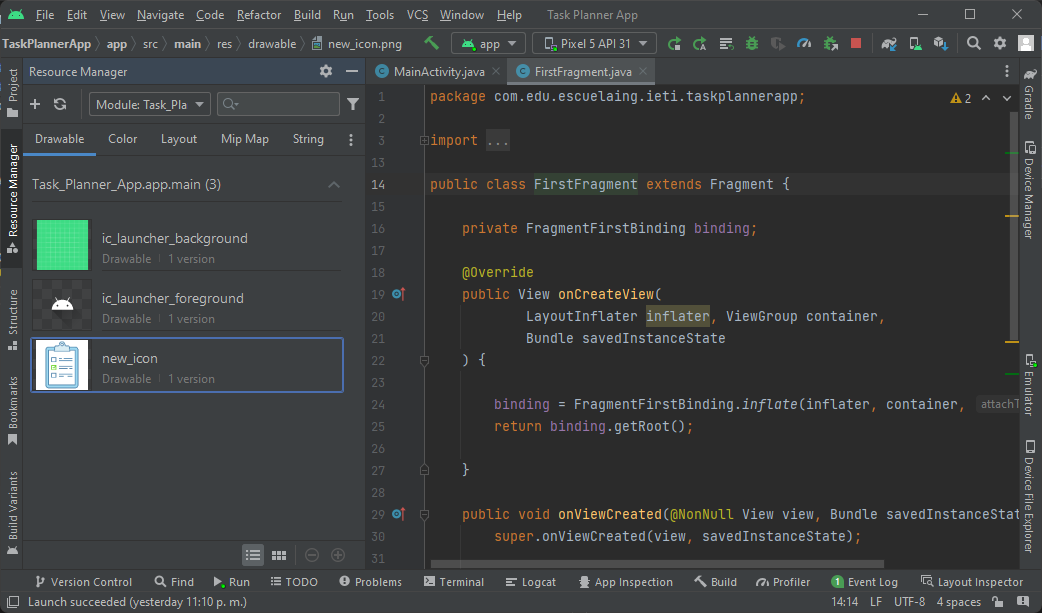 File Edit View Navigate Code Refactor Build Run Tools VCS Window Help Task Planner App
TaskPlannerApp app src main res drawable new_icon.png app Pixel 5 API 31
Project
Resource Manager
Structure
Bookmarks
Build Variants
Resource Manager
Module: Task_Pla
Drawable Color Layout Mip Map String
Task_Planner_App.app.main (3)
ic_launcher_background
Drawable 1 version
ic_launcher_foreground
Drawable 1 version
new_icon
Drawable 1 version
MainActivity.java FirstFragment.java
2
1 package com.edu.escuelaing.ieti.taskplannerapp;
2
3 import ...
13
14 public class FirstFragment extends Fragment {
15
16 private FragmentFirstBinding binding;
17
18 @Override
19 public View onCreateView(
20 LayoutInflater inflater, ViewGroup container,
21 Bundle savedInstanceState
22 ) {
23
24 binding = FragmentFirstBinding.inflate(inflater, container, attachT
25 return binding.getRoot();
26
27 }
28
29 public void onViewCreated(@NonNull View view, Bundle savedInstanceStat
30 super.onViewCreated(view, savedInstanceState);
31
Gradle
Device Manager
Emulator
Device File Explorer
Version Control Find Run TODO Problems Terminal Logcat App Inspection Build Profiler 1 Event Log Layout Inspector
Launch succeeded (yesterday 11:10 p. m.) 14:14 LF UTF-8 4 spaces